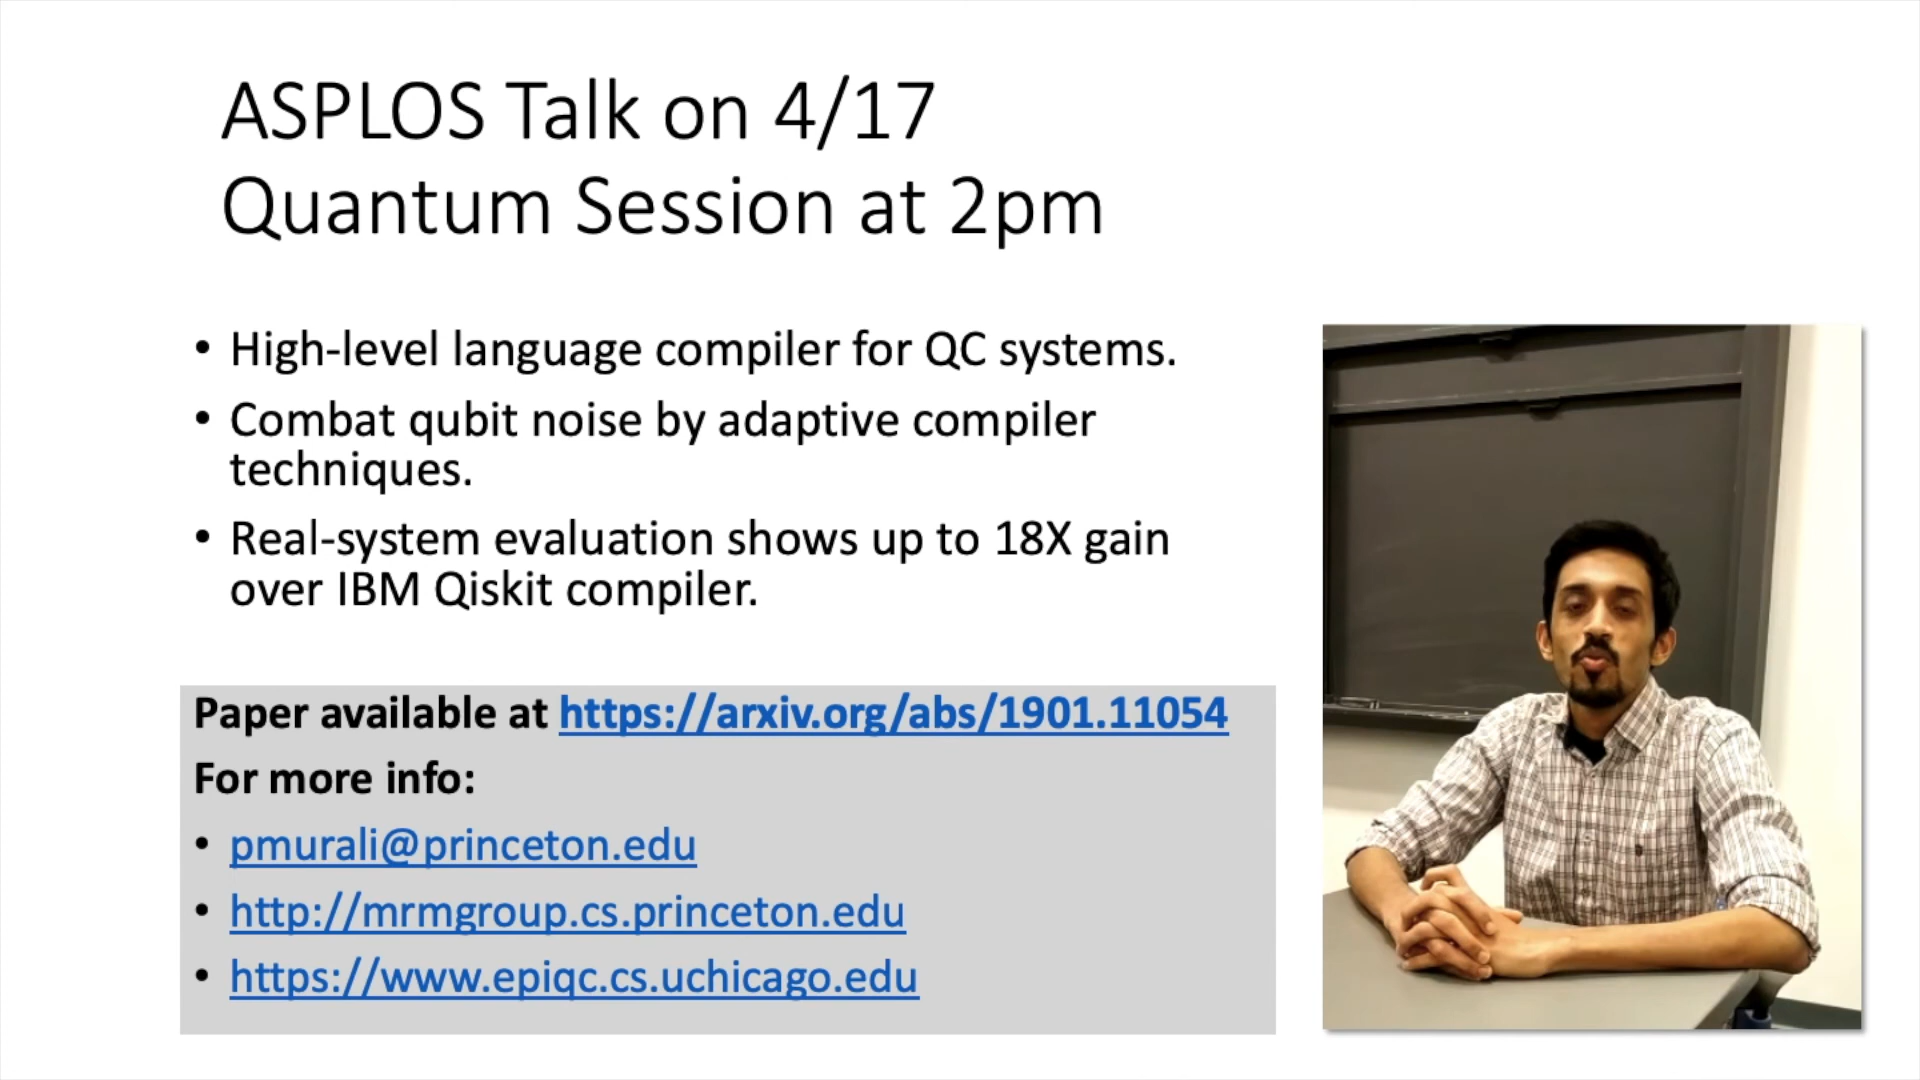 ASPLOS Talk on 4/17
Quantum Session at 2pm
• High-level language compiler for QC systems.
• Combat qubit noise by adaptive compiler
techniques.
• Real-system evaluation shows up to 18X gain
over IBM Qiskit compiler.
Paper available at https://arxiv.org/abs/1901.11054
For more info:
• pmurali@princeton.edu
• http://mrmgroup.cs.princeton.edu
• https://www.epiqc.cs.uchicago.edu